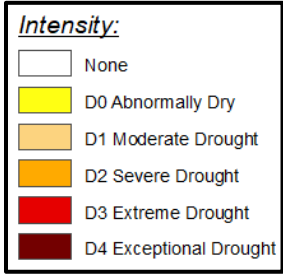 Intensity:
None
D0 Abnormally Dry
D1 Moderate Drought
D2 Severe Drought
D3 Extreme Drought
D4 Exceptional Drought